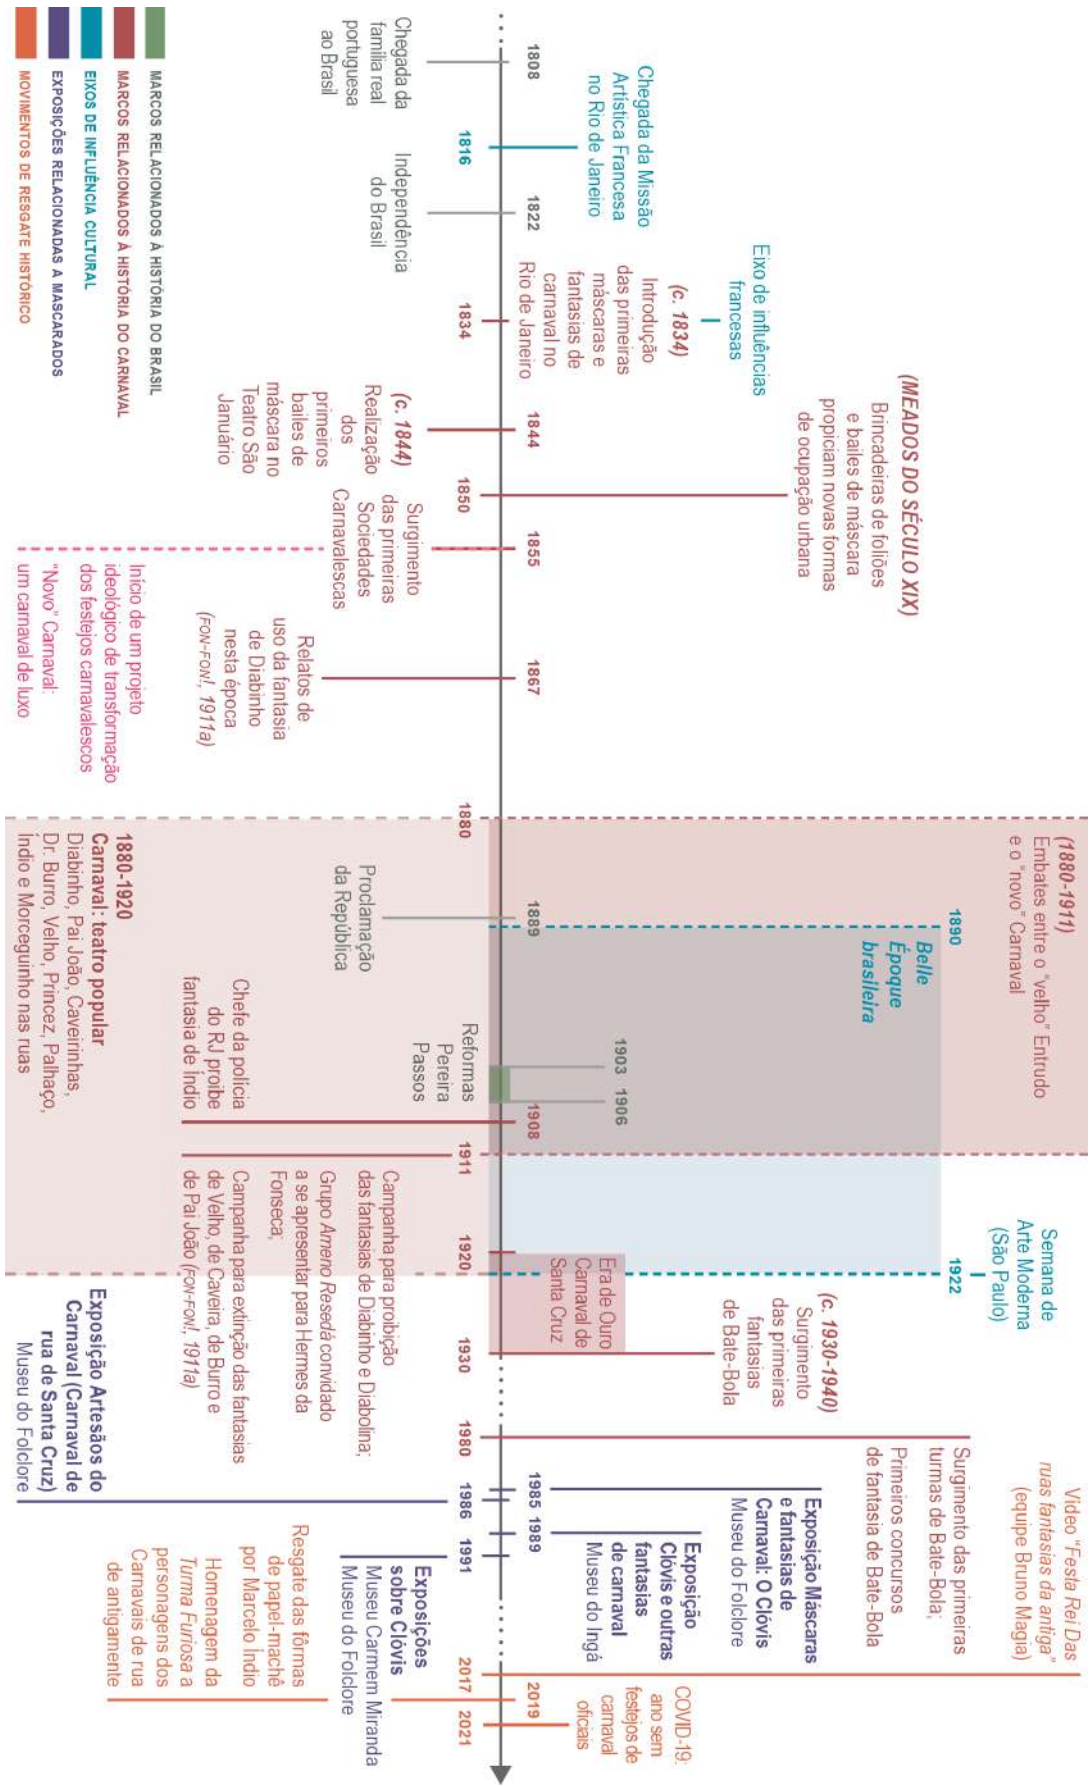 Chegada da
família real
portuguesa
ao Brasil
1808
Chegada da Missão
Artística Francesa
no Rio de Janeiro
1816
Independência
do Brasil
1822
Eixo de influências
francesas
(c. 1834)
Introdução
das primeiras
máscaras e
fantasias de
carnaval no
Rio de Janeiro
1834
1844
(c. 1844)
Realização
dos
primeiros
bailes de
máscara no
Teatro São
Januário
(MEADOS DO SÉCULO XIX)
Brincadeiras de foliões
e bailes de máscara
propiciam novas formas
de ocupação urbana
1850
1855
Surgimento
das primeiras
Sociedades
Carnavalescas
Início de um projeto
ideológico de transformação
dos festejos carnavalescos
"Novo" Carnaval:
um carnaval de luxo
1867
Relatos de
uso da fantasia
de Diabinho
nesta época
(FON-FON!, 1911a)
(1880-1911)
Embates entre o "velho" Entrudo
e o "novo" Carnaval
1880
1880-1920
Carnaval: teatro popular
Diabinho, Pai João, Caveirinhas,
Dr. Burro, Velho, Princez, Palhaço,
Índio e Morceguinho nas ruas
1889
Proclamação
da República
1890
Belle
Époque
brasileira
1903
1906
Reformas
Pereira
Passos
1908
Chefe da polícia
do RJ proibe
fantasia de Índio
1911
Campanha para proibição
das fantasias de Diabinho e Diabolina;
Grupo Ameno Resedá convidado
a se apresentar para Hermes da
Fonseca;
Campanha para extinção das fantasias
de Velho, de Caveira, de Burro e
de Pai João (FON-FON!, 1911a)
Semana de
Arte Moderna
(São Paulo)
1922
1920
Era de Ouro
Carnaval de
Santa Cruz
(c. 1930-1940)
Surgimento
das primeiras
fantasias
de Bate-Bola
1930
1980
Surgimento das primeiras
turmas de Bate-Bola;
Primeiros concursos
de fantasia de Bate-Bola
1985
Exposição Máscaras
e fantasias de
Carnaval: O Clóvis
Museu do Folclore
1986
Exposição Artesãos do
Carnaval (Carnaval de
rua de Santa Cruz)
Museu do Folclore
1989
Exposição
Clóvis e outras
fantasias
de carnaval
Museu do Ingá
1991
Exposições
sobre Clóvis
Museu Carmem Miranda
Museu do Folclore
Video "Festa Rei Das
ruas fantasias da antiga"
(equipe Bruno Magia)
2017
2019
Resgate das fôrmas
de papel-machê
por Marcelo Índio
Homenagem da
Turma Furiosa a
personagens dos
Carnavais de rua
de antigamente
COVID-19:
ano sem
festejos de
carnaval
oficiais
2021
MARCOS RELACIONADOS À HISTÓRIA DO BRASIL
MARCOS RELACIONADOS À HISTÓRIA DO CARNAVAL
EIXOS DE INFLUÊNCIA CULTURAL
EXPOSIÇÕES RELACIONADAS A MASCARADOS
MOVIMENTOS DE RESGATE HISTÓRICO